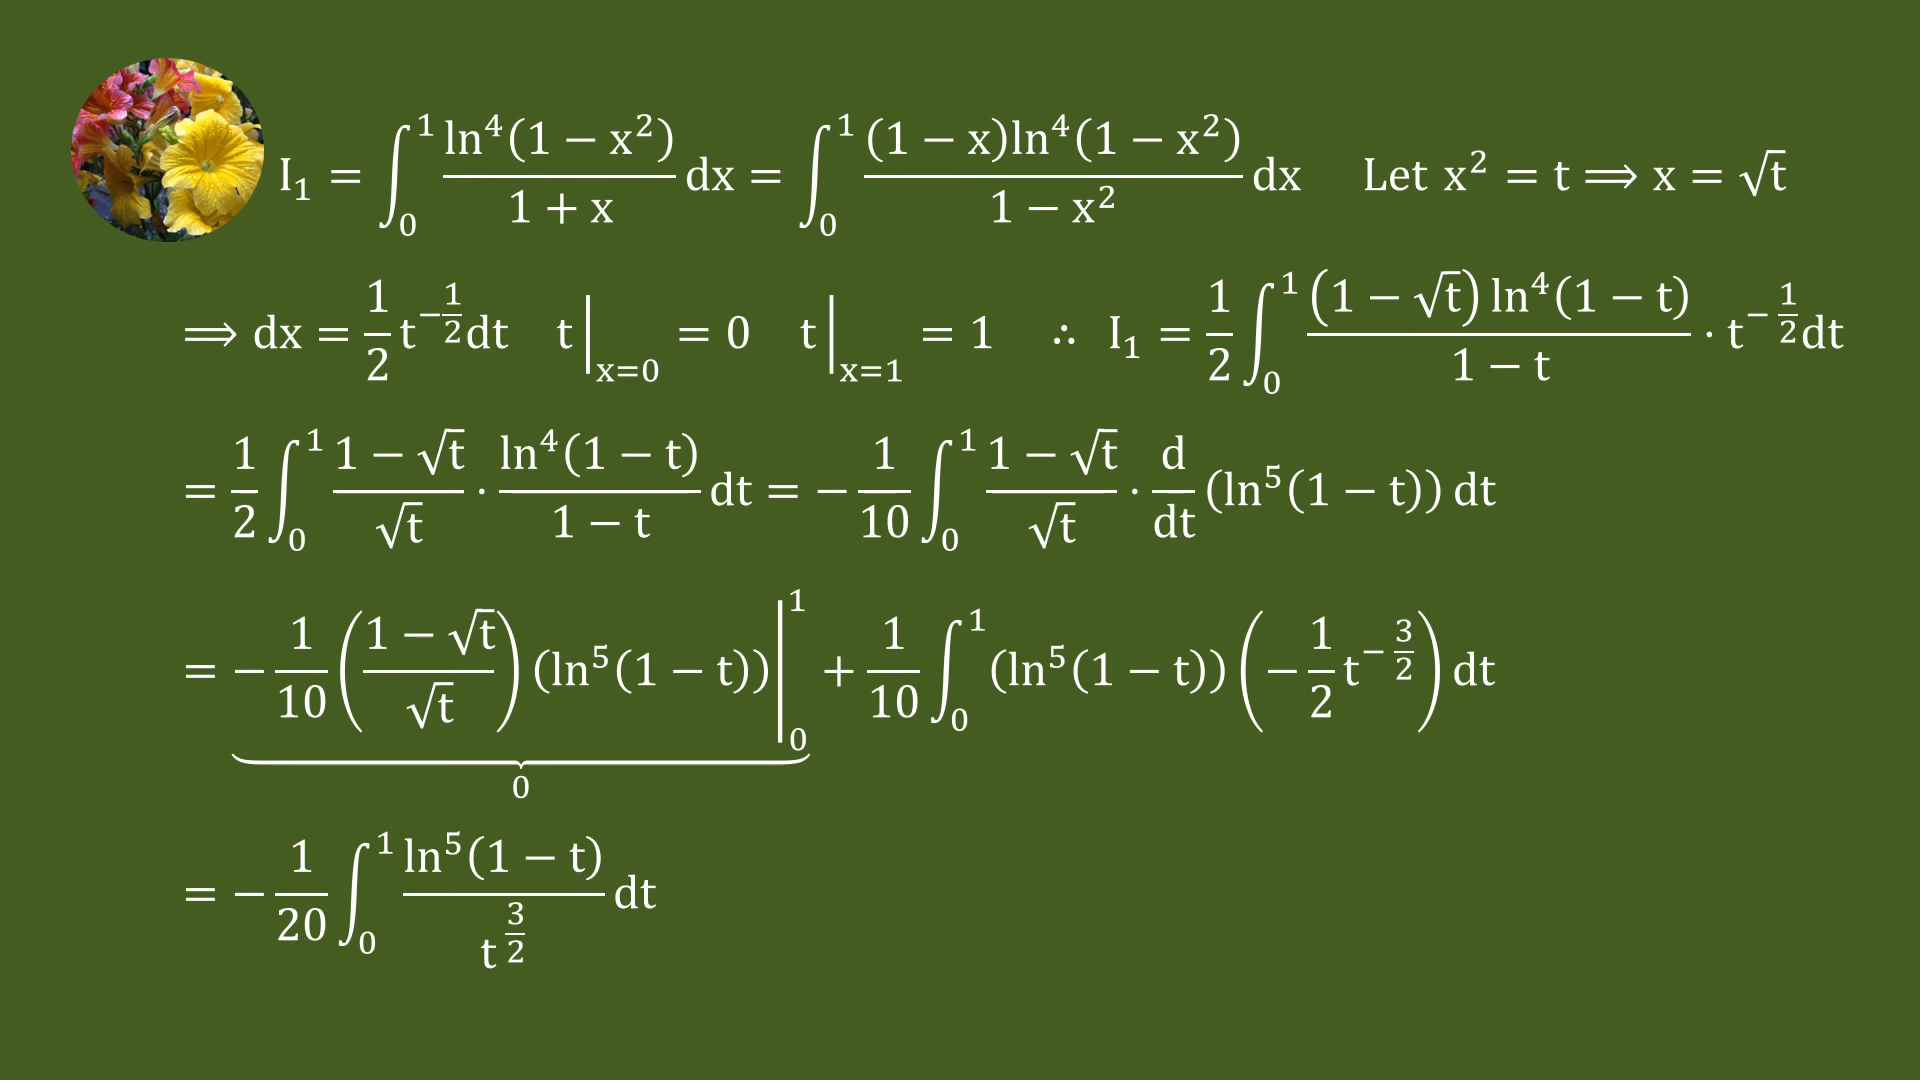 I₁ = ∫₀¹ ln⁴(1 − x²)/(1 + x) dx = ∫₀¹ (1 − x)ln⁴(1 − x²)/(1 − x²) dx Let x² = t ⟹ x = √t
⟹ dx = 1/2 t^(−1/2) dt t|ₓ₌₀ = 0 t|ₓ₌₁ = 1 ∴ I₁ = 1/2 ∫₀¹ (1 − √t) ln⁴(1 − t)/(1 − t) · t^(−1/2) dt
= 1/2 ∫₀¹ (1 − √t)/√t · ln⁴(1 − t)/(1 − t) dt = − 1/10 ∫₀¹ (1 − √t)/√t · d/dt (ln⁵(1 − t)) dt
= − 1/10 ((1 − √t)/√t) (ln⁵(1 − t))|₀¹ + 1/10 ∫₀¹ (ln⁵(1 − t)) (− 1/2 t^(−3/2)) dt
0
= − 1/20 ∫₀¹ ln⁵(1 − t)/t^(3/2) dt